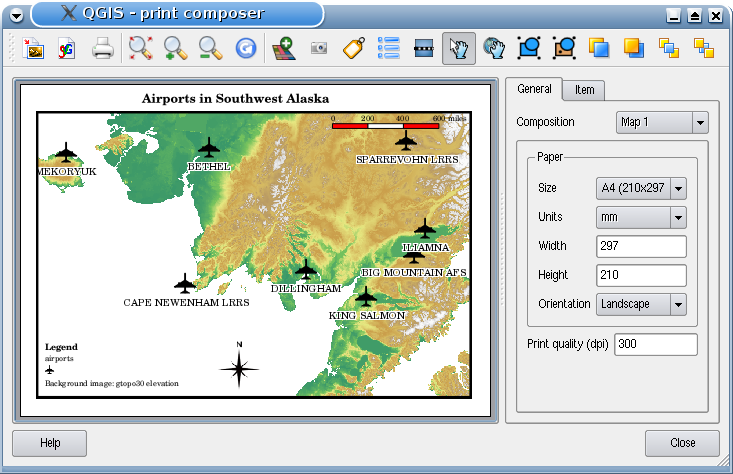 QGIS - print composer
General
Item
Airports in Southwest Alaska
0 200 400 600 miles
Composition
Map 1
MEKORYUK
BETHEL
SPARREVOHN LRRS
Paper
Size
A4 (210x297
Units
mm
Width
297
ILIAMNA
BIG MOUNTAIN AFS
Height
210
DILLINGHAM
CAPE NEWENHAM LRRS
Orientation
Landscape
KING SALMON
Print quality (dpi)
300
Legend
N
airports
Background image: gtopo30 elevation
Help
Close